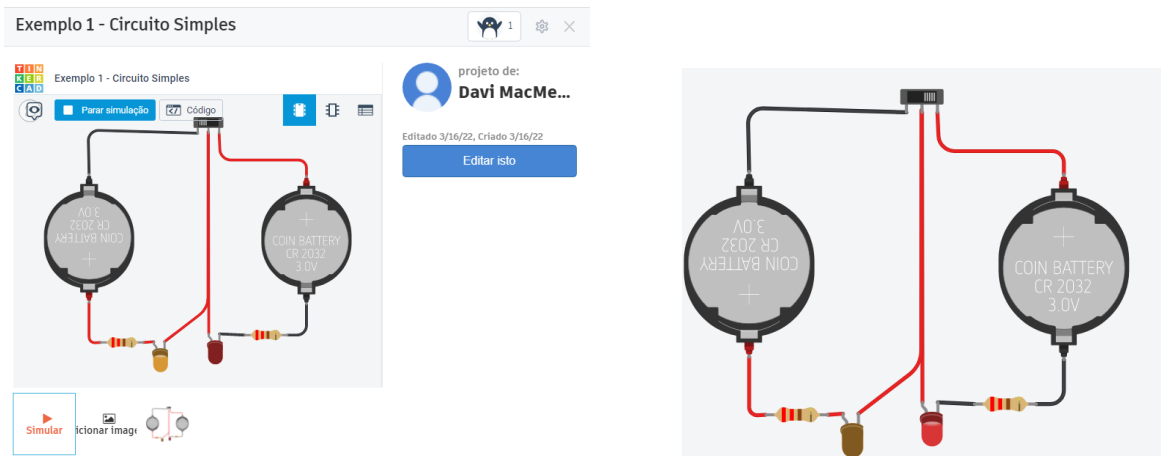 Exemplo 1 - Circuito Simples
1
TIN
KER
CAD
Exemplo 1 - Circuito Simples
Parar simulação
Código
projeto de:
Davi MacMe...
Editado 3/16/22, Criado 3/16/22
Editar isto
COIN BATTERY
CR 2032
3.0V
COIN BATTERY
CR 2032
3.0V
Simular
icionar image
COIN BATTERY
CR 2032
3.0V
COIN BATTERY
CR 2032
3.0V